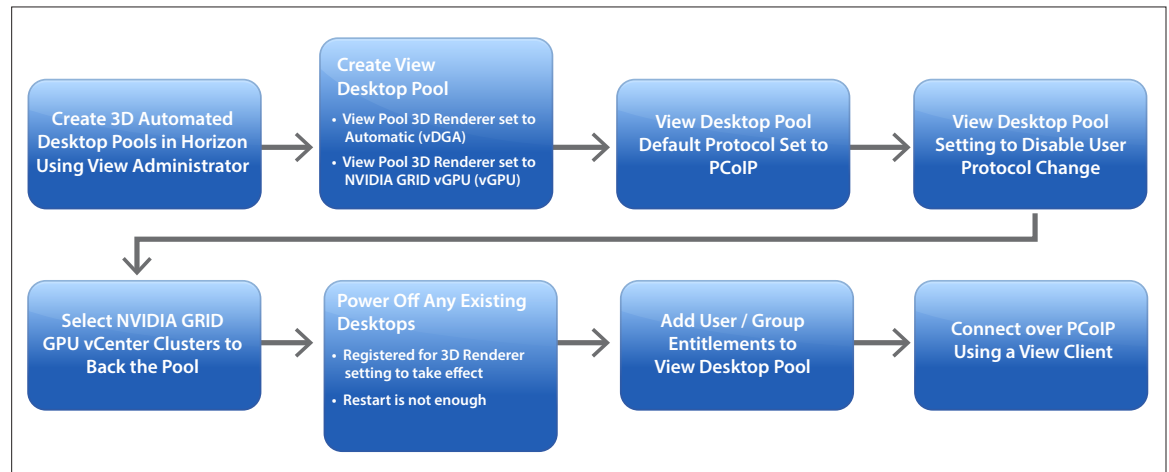 Create 3D Automated
Desktop Pools in Horizon
Using View Administrator
Create View
Desktop Pool
• View Pool 3D Renderer set to
Automatic (vDGA)
• View Pool 3D Renderer set to
NVIDIA GRID vGPU (vGPU)
View Desktop Pool
Default Protocol Set to
PCoIP
View Desktop Pool
Setting to Disable User
Protocol Change
Select NVIDIA GRID
GPU vCenter Clusters to
Back the Pool
Power Off Any Existing
Desktops
• Registered for 3D Renderer
setting to take effect
• Restart is not enough
Add User / Group
Entitlements to
View Desktop Pool
Connect over PCoIP
Using a View Client